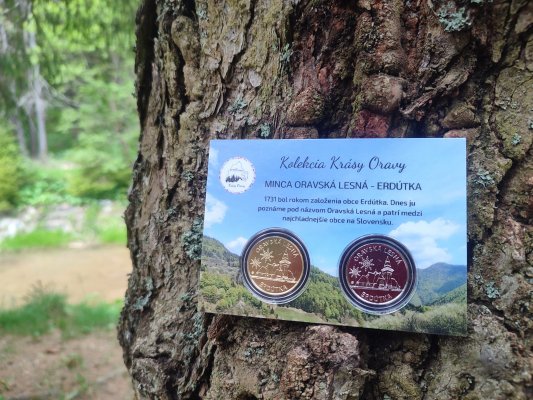 Kolekcia Krásy Oravy
MINCA ORAVSKÁ LESNÁ - ERDÚTKA
1731 bol rokom založenia obce Erdútka. Dnes ju
poznáme pod názvom Oravská Lesná a patrí medzi
najchladnejšie obce na Slovensku.
ORAVSKÁ LESNÁ
ERDÚTKA
ORAVSKÁ LESNÁ
ERDÚTKA